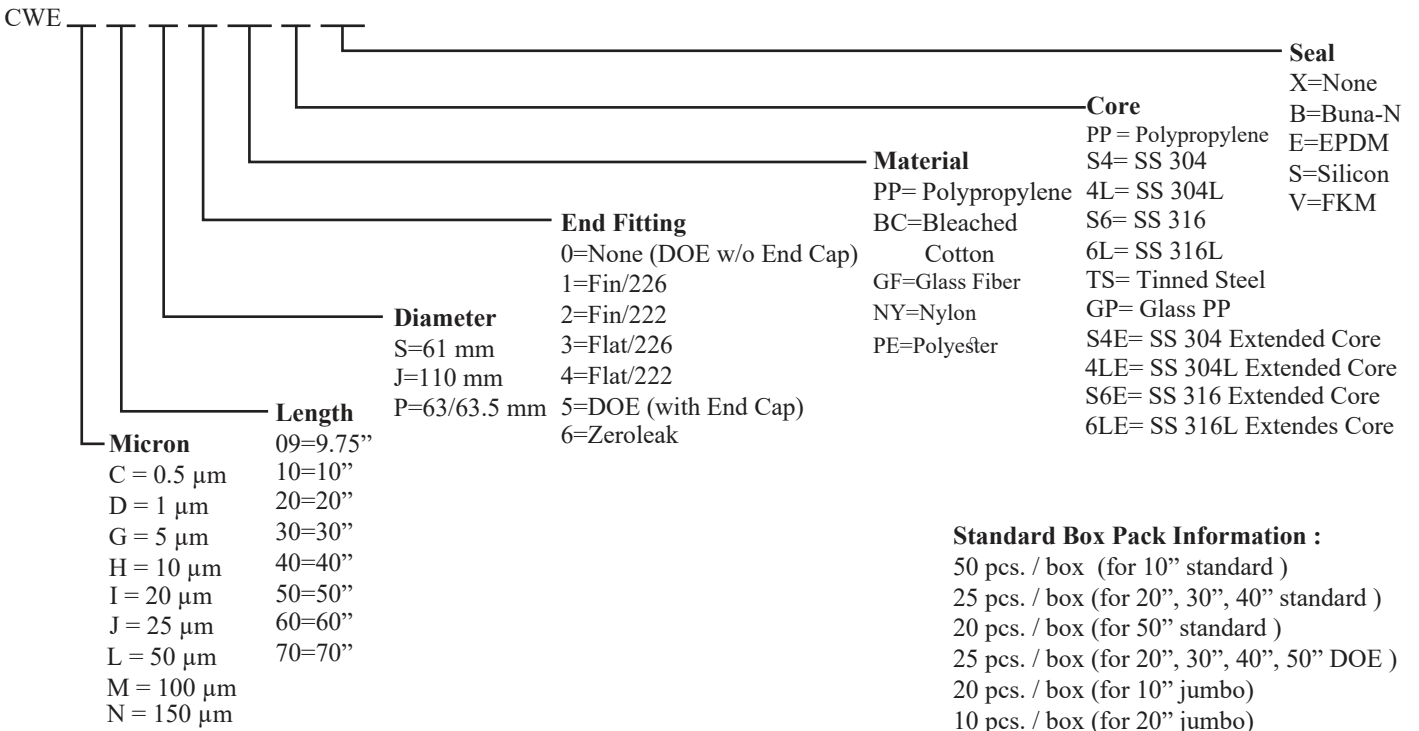 CWE
Seal
X=None
B=Buna-N
E=EPDM
S=Silicon
V=FKM
Core
PP = Polypropylene
S4= SS 304
4L= SS 304L
S6= SS 316
6L= SS 316L
TS= Tinned Steel
GP= Glass PP
S4E= SS 304 Extended Core
4LE= SS 304L Extended Core
S6E= SS 316 Extended Core
6LE= SS 316L Extendes Core
Material
PP= Polypropylene
BC=Bleached
Cotton
GF=Glass Fiber
NY=Nylon
PE=Polyester
End Fitting
0=None (DOE w/o End Cap)
1=Fin/226
2=Fin/222
3=Flat/226
4=Flat/222
5=DOE (with End Cap)
6=Zeroleak
Diameter
S=61 mm
J=110 mm
P=63/63.5 mm
Length
09=9.75”
10=10”
20=20”
30=30”
40=40”
50=50”
60=60”
70=70”
Micron
C = 0.5 µm
D = 1 µm
G = 5 µm
H = 10 µm
I = 20 µm
J = 25 µm
L = 50 µm
M = 100 µm
N = 150 µm
Standard Box Pack Information :
50 pcs. / box (for 10” standard )
25 pcs. / box (for 20”, 30”, 40” standard )
20 pcs. / box (for 50” standard )
25 pcs. / box (for 20”, 30”, 40”, 50” DOE )
20 pcs. / box (for 10” jumbo)
10 pcs. / box (for 20” jumbo)